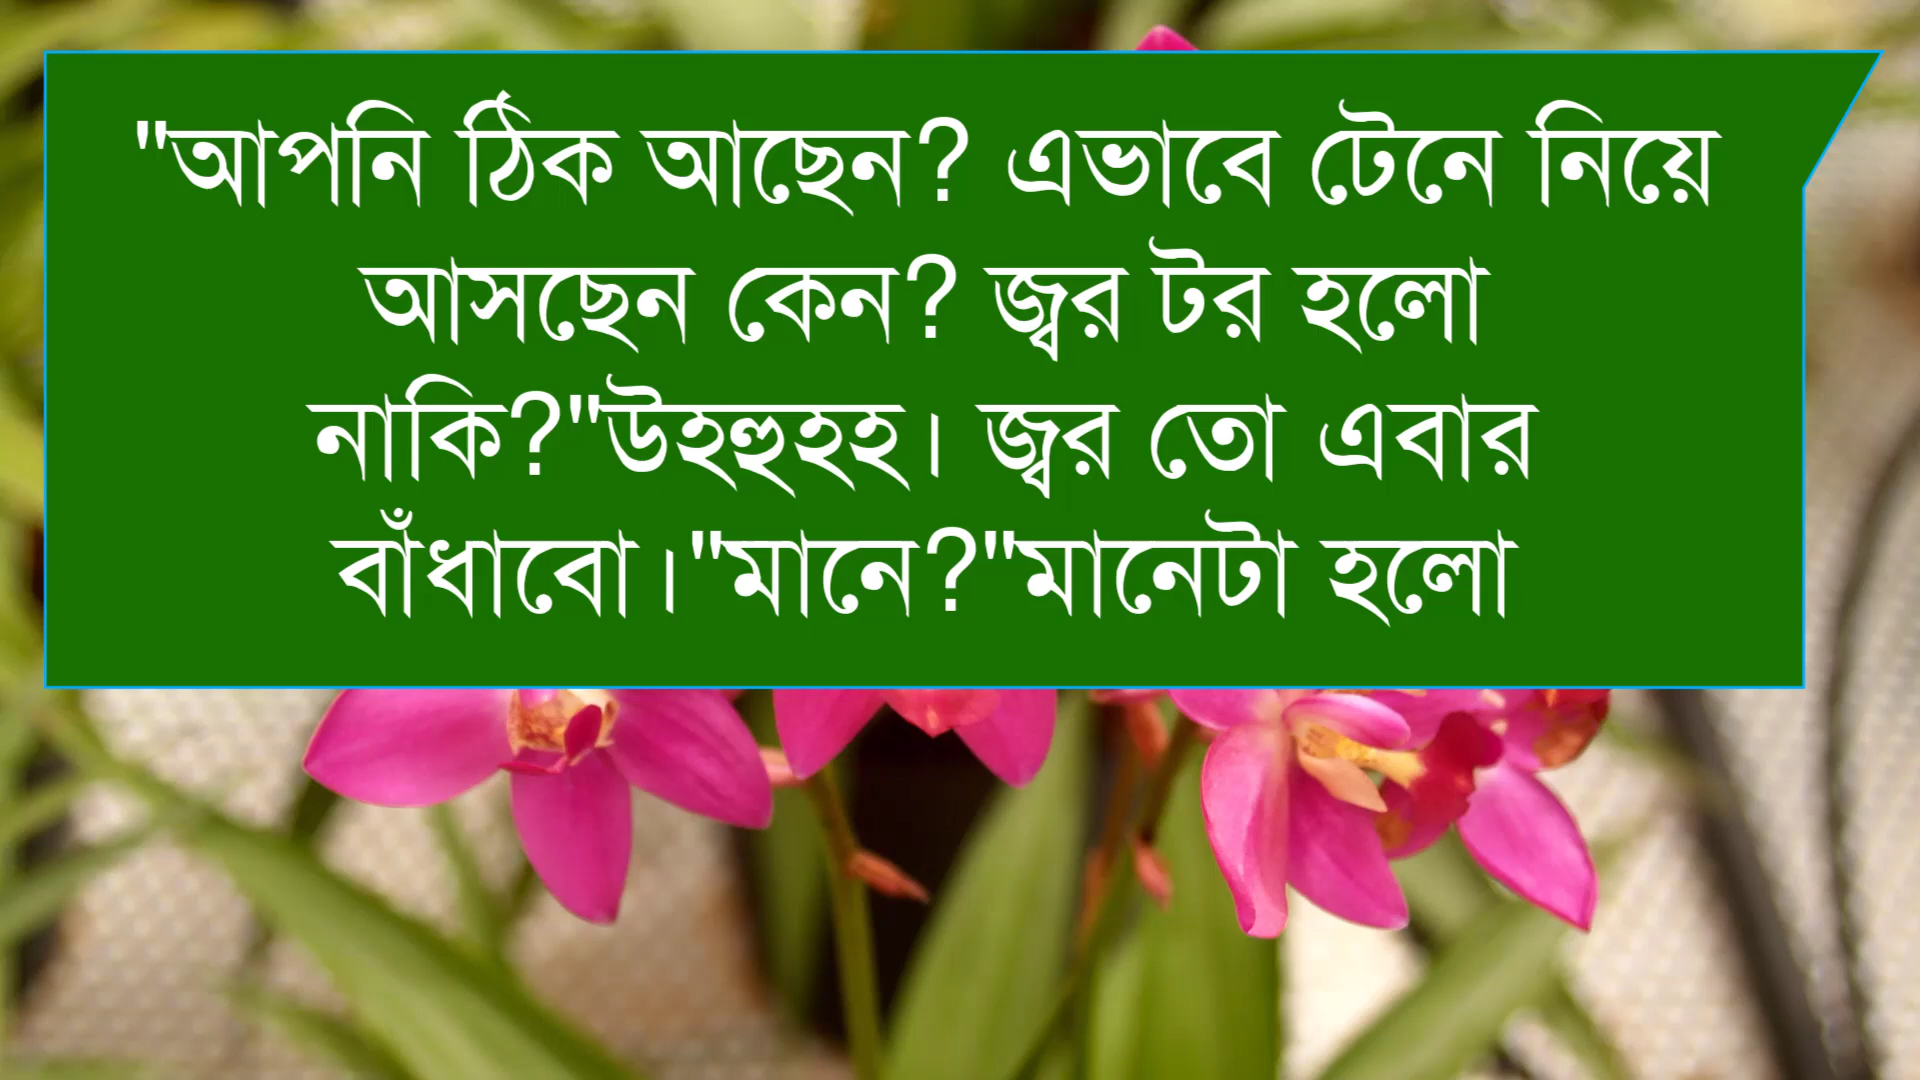 "আপনি ঠিক আছেন? এভাবে টেনে নিয়ে
আসছেন কেন? জ্বর টর হলো
নাকি?"উহহুহহ। জ্বর তো এবার
বাঁধাবো।"মানে?"মানেটা হলো